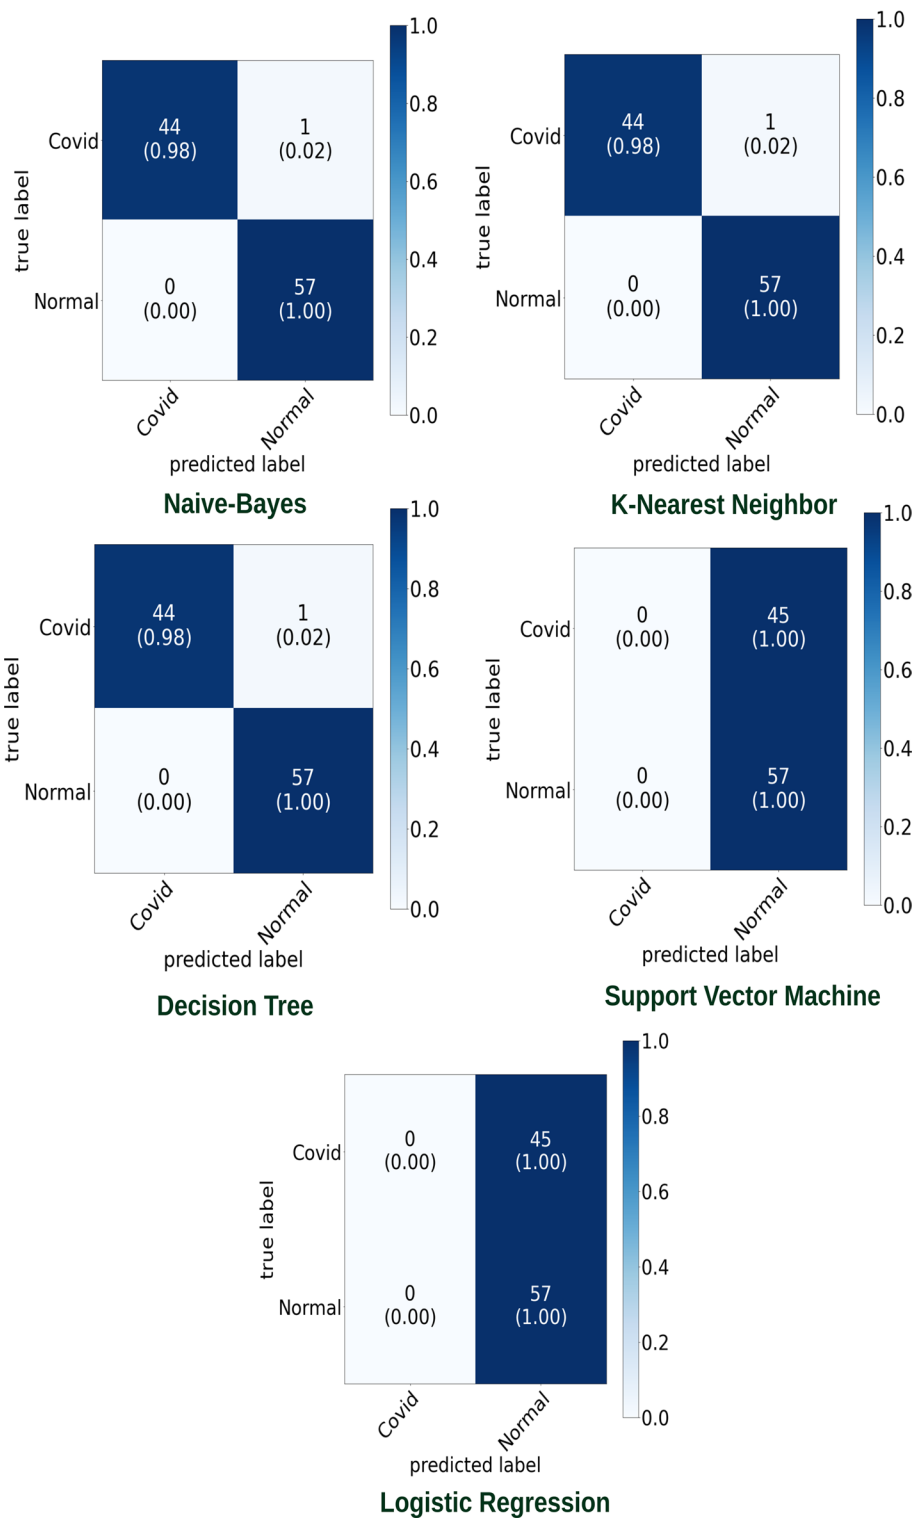 1.0
0.8
0.6
0.4
0.2
0.0
true label
Covid
Normal
44
(0.98)
1
(0.02)
0
(0.00)
57
(1.00)
Covid
Normal
predicted label
Naive-Bayes
1.0
0.8
0.6
0.4
0.2
0.0
true label
Covid
Normal
44
(0.98)
1
(0.02)
0
(0.00)
57
(1.00)
Covid
Normal
predicted label
K-Nearest Neighbor
1.0
0.8
0.6
0.4
0.2
0.0
true label
Covid
Normal
44
(0.98)
1
(0.02)
0
(0.00)
57
(1.00)
Covid
Normal
predicted label
Decision Tree
1.0
0.8
0.6
0.4
0.2
0.0
true label
Covid
Normal
0
(0.00)
45
(1.00)
0
(0.00)
57
(1.00)
Covid
Normal
predicted label
Support Vector Machine
1.0
0.8
0.6
0.4
0.2
0.0
true label
Covid
Normal
0
(0.00)
45
(1.00)
0
(0.00)
57
(1.00)
Covid
Normal
predicted label
Logistic Regression